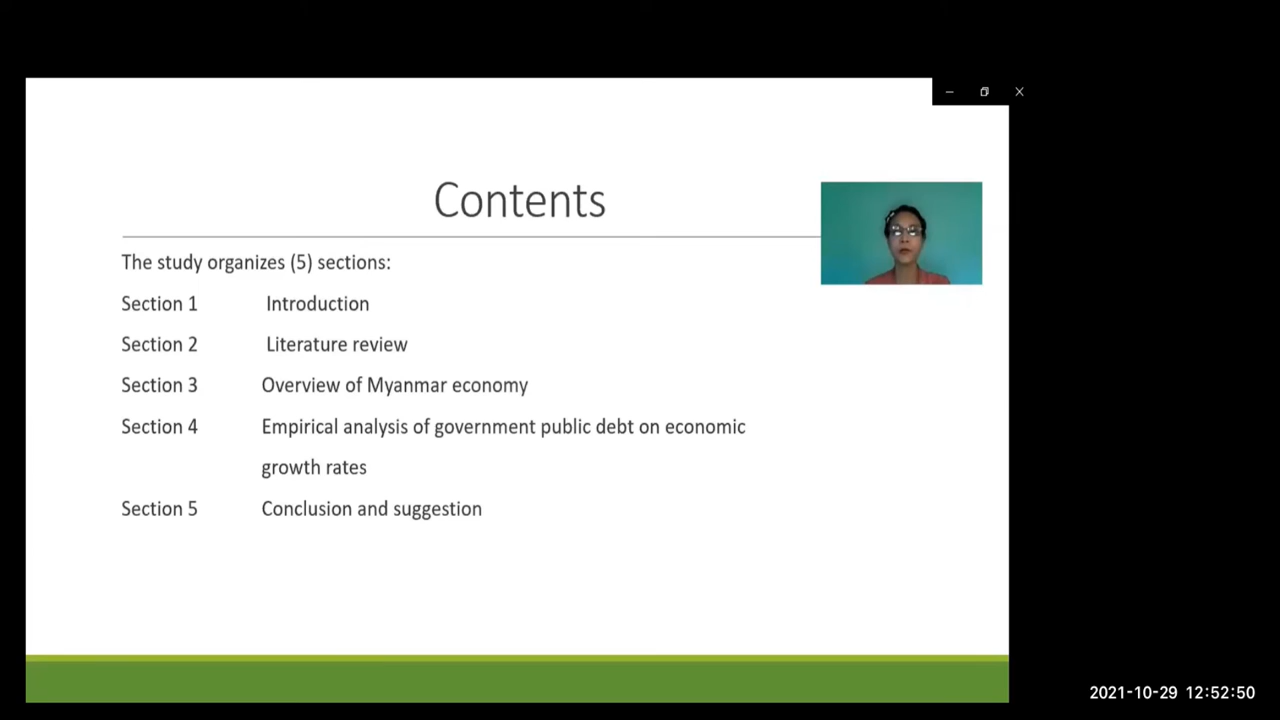 Contents
The study organizes (5) sections:
Section 1 Introduction
Section 2 Literature review
Section 3 Overview of Myanmar economy
Section 4 Empirical analysis of government public debt on economic
growth rates
Section 5 Conclusion and suggestion
2021-10-29 12:52:50